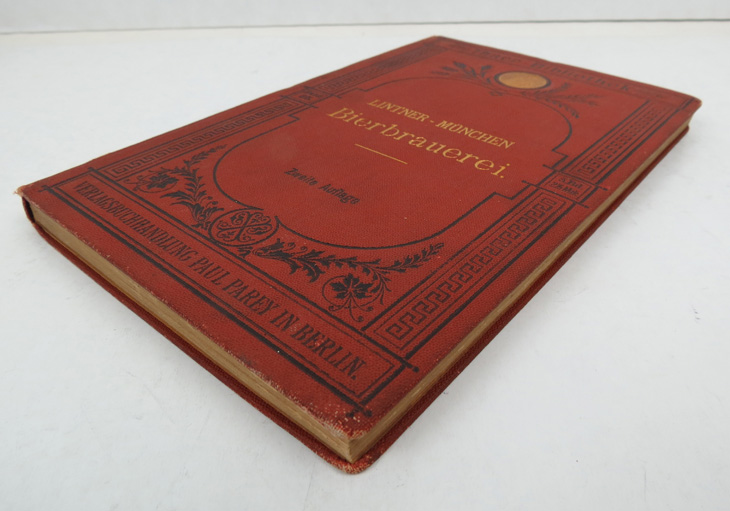 LINTNER - MÜNCHEN
Bierbrauerei.
Zweite Auflage
VERLAGSBUCHHANDLUNG PAUL PAREY IN BERLIN.